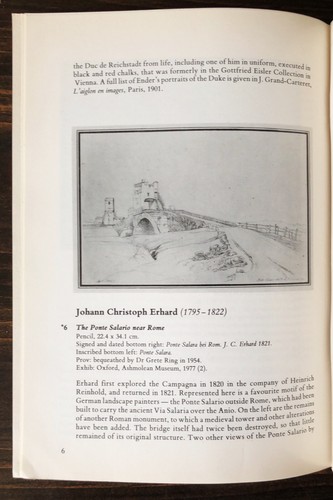 the Duc de Reichstadt from life, including one of him in uniform, executed in
black and red chalks, that was formerly in the Gottfried Eisler Collection in
Vienna. A full list of Ender's portraits of the Duke is given in J. Grand-Carteret,
L'aiglon en images, Paris, 1901.
Johann Christoph Erhard (1795–1822)
*6 The Ponte Salario near Rome
Pencil, 22.4 x 34.1 cm.
Signed and dated bottom right: Ponte Salara bei Rom. J. C. Erhard 1821.
Inscribed bottom left: Ponte Salara.
Prov: bequeathed by Dr Grete Ring in 1954.
Exhib: Oxford, Ashmolean Museum, 1977 (2).
Erhard first explored the Campagna in 1820 in the company of Heinrich
Reinhold, and returned in 1821. Represented here is a favourite motif of the
German landscape painters — the Ponte Salario outside Rome, which had been
built to carry the ancient Via Salaria over the Anio. On the left are the remains
of another Roman monument, to which a medieval tower and other alterations
have been added. The bridge itself had twice been destroyed, so that little
remained of its original structure. Two other views of the Ponte Salario by
6